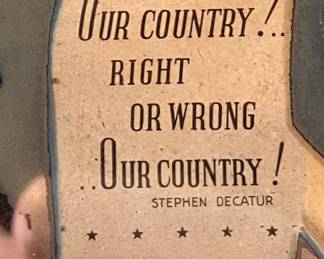 OUR COUNTRY!..
RIGHT
OR WRONG
..OUR COUNTRY!
STEPHEN DECATUR